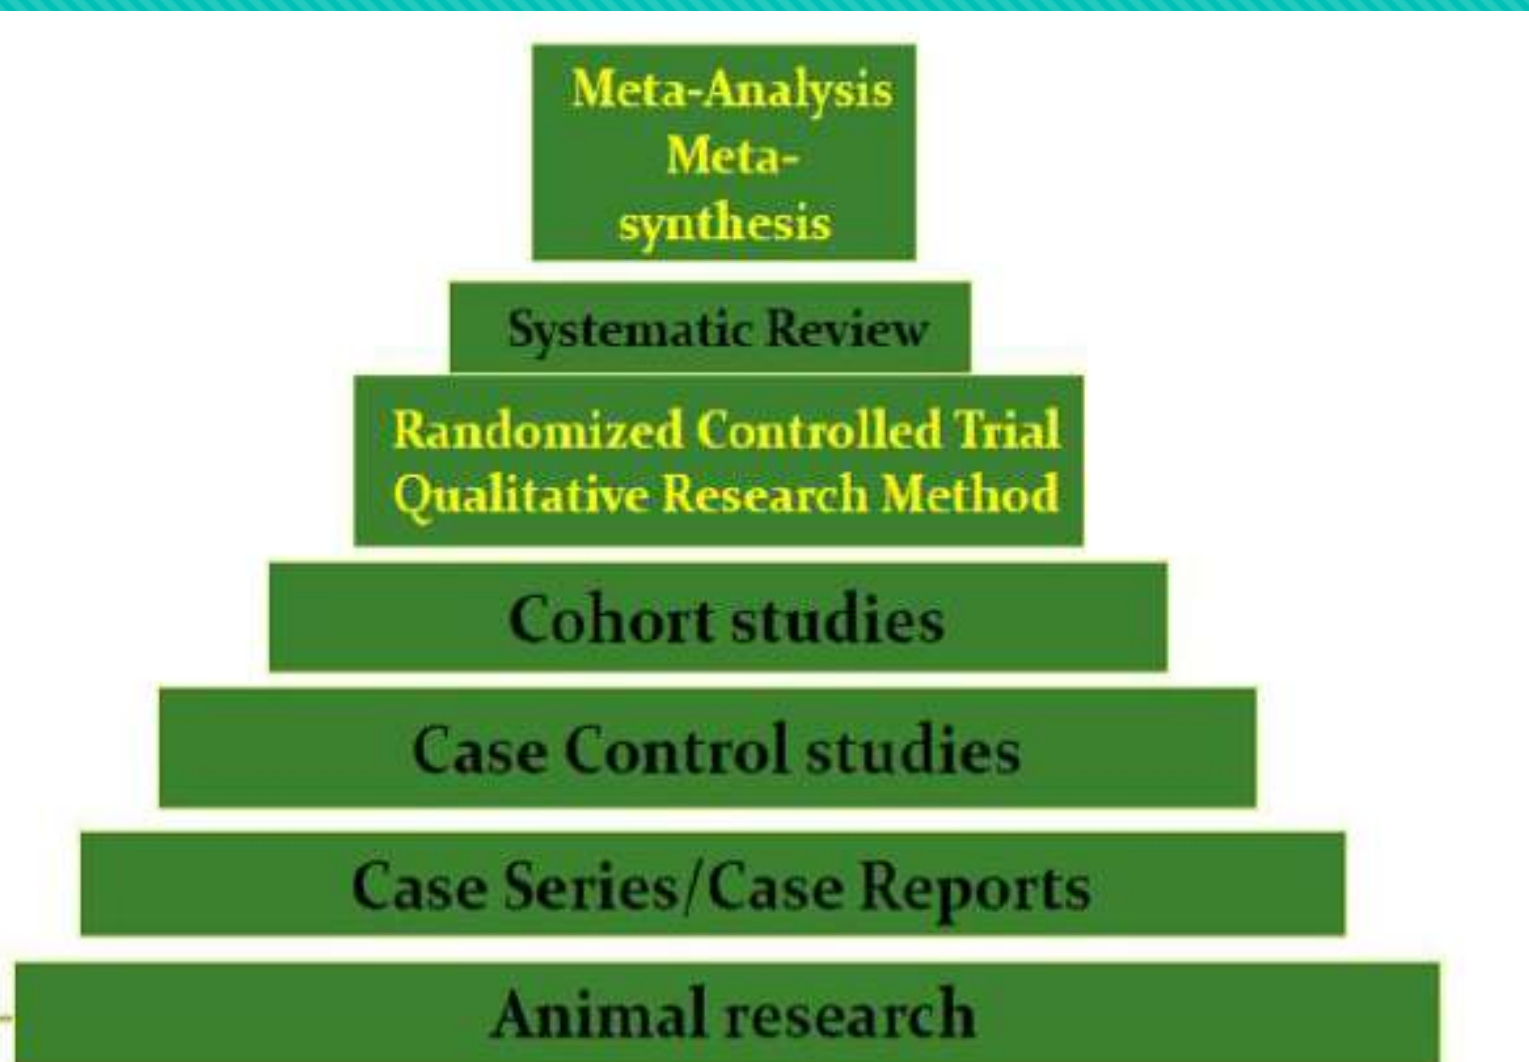 Meta-Analysis
Meta-
synthesis
Systematic Review
Randomized Controlled Trial
Qualitative Research Method
Cohort studies
Case Control studies
Case Series/Case Reports
Animal research